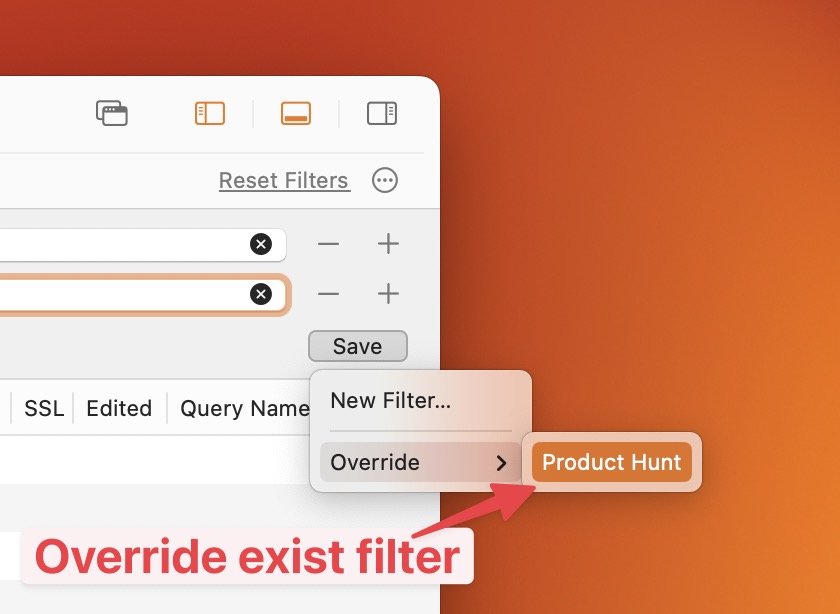 Reset Filters
Save
SSL Edited Query Name
New Filter...
Override
Product Hunt
Override exist filter